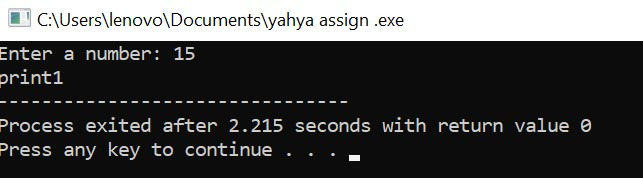 C:\Users\lenovo\Documents\yahya assign .exe
Enter a number: 15
print1
--------------------------------
Process exited after 2.215 seconds with return value 0
Press any key to continue . . .